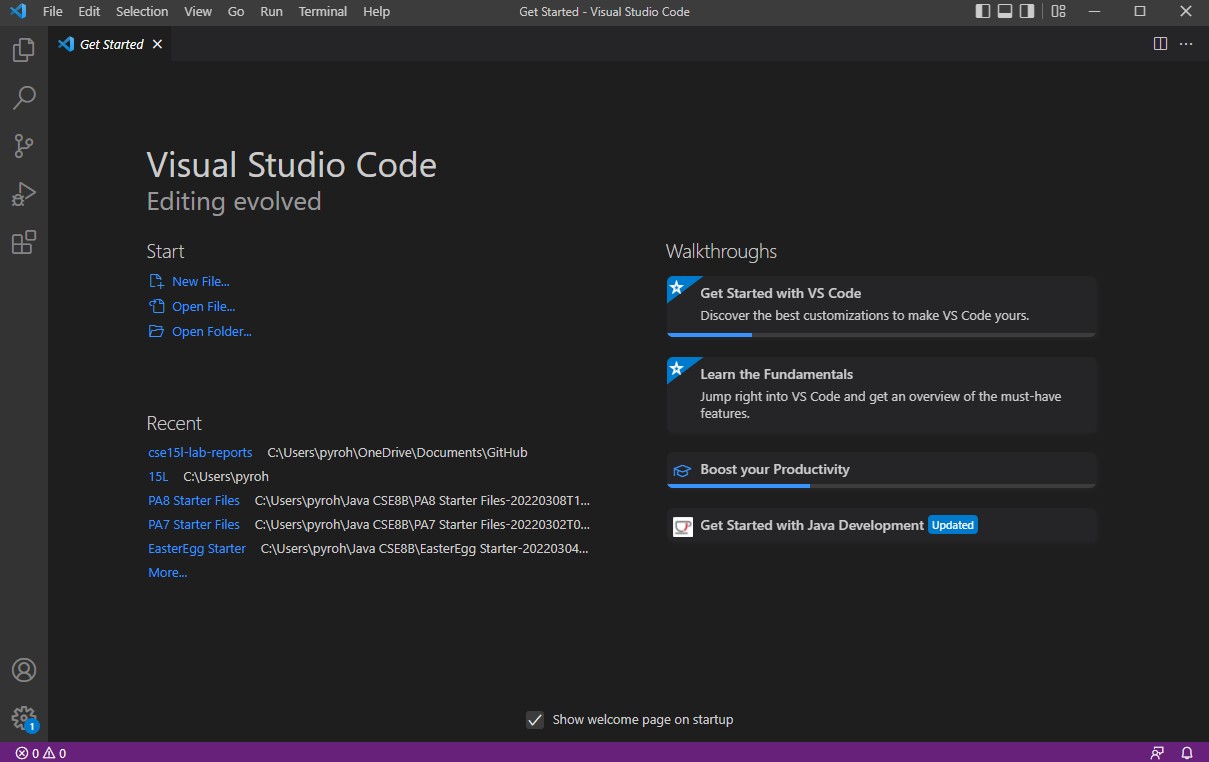 File Edit Selection View Go Run Terminal Help Get Started - Visual Studio Code
Get Started
Visual Studio Code
Editing evolved
Start
New File...
Open File...
Open Folder...
Recent
cse15l-lab-reports C:\Users\pyroh\OneDrive\Documents\GitHub
15L C:\Users\pyroh
PA8 Starter Files C:\Users\pyroh\Java CSE8B\PA8 Starter Files-20220308T1...
PA7 Starter Files C:\Users\pyroh\Java CSE8B\PA7 Starter Files-20220302T0...
EasterEgg Starter C:\Users\pyroh\Java CSE8B\EasterEgg Starter-20220304...
More...
Walkthroughs
Get Started with VS Code
Discover the best customizations to make VS Code yours.
Learn the Fundamentals
Jump right into VS Code and get an overview of the must-have
features.
Boost your Productivity
Get Started with Java Development Updated
Show welcome page on startup
1
0 0